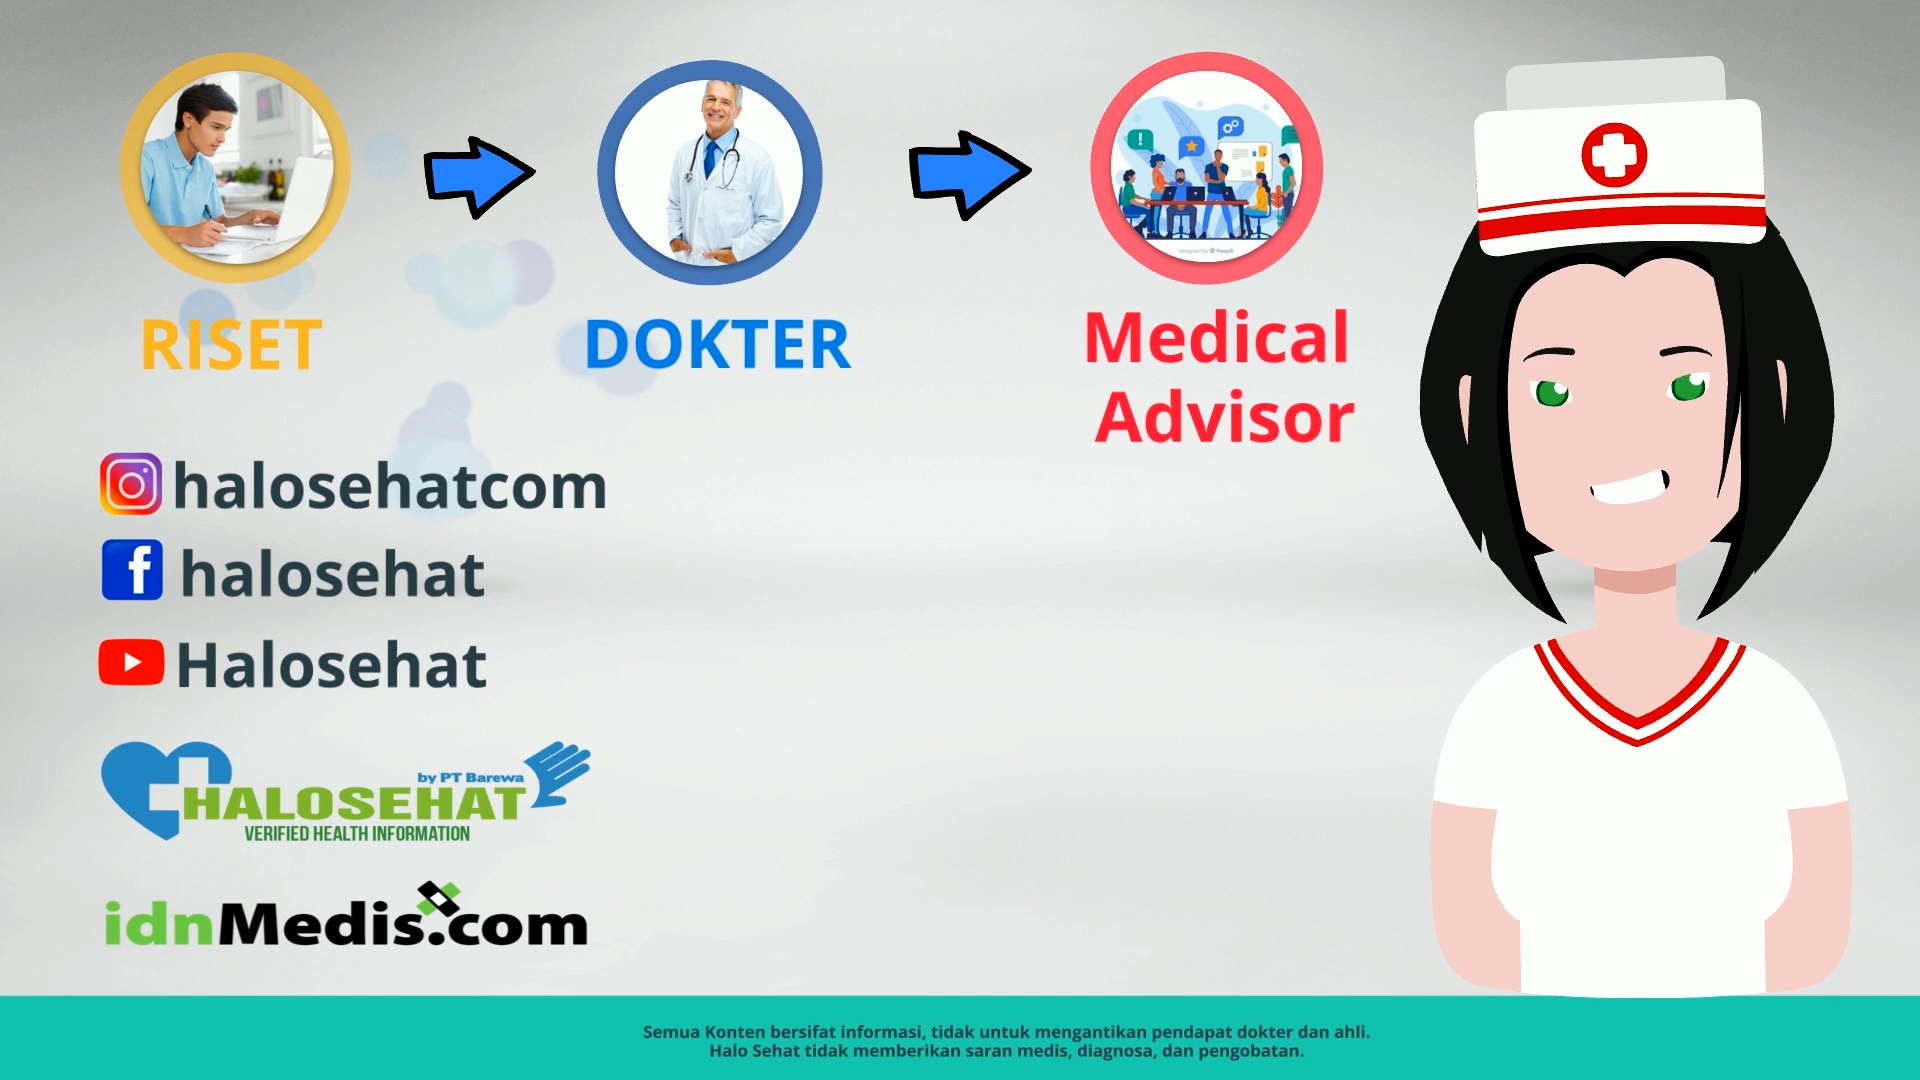 RISET
DOKTER
Medical
Advisor
halosehatcom
halosehat
Halosehat
by PT Barewa
HALOSEHAT
VERIFIED HEALTH INFORMATION
idnMedis.com
Semua Konten bersifat informasi, tidak untuk mengantikan pendapat dokter dan ahli.
Halo Sehat tidak memberikan saran medis, diagnosa, dan pengobatan.